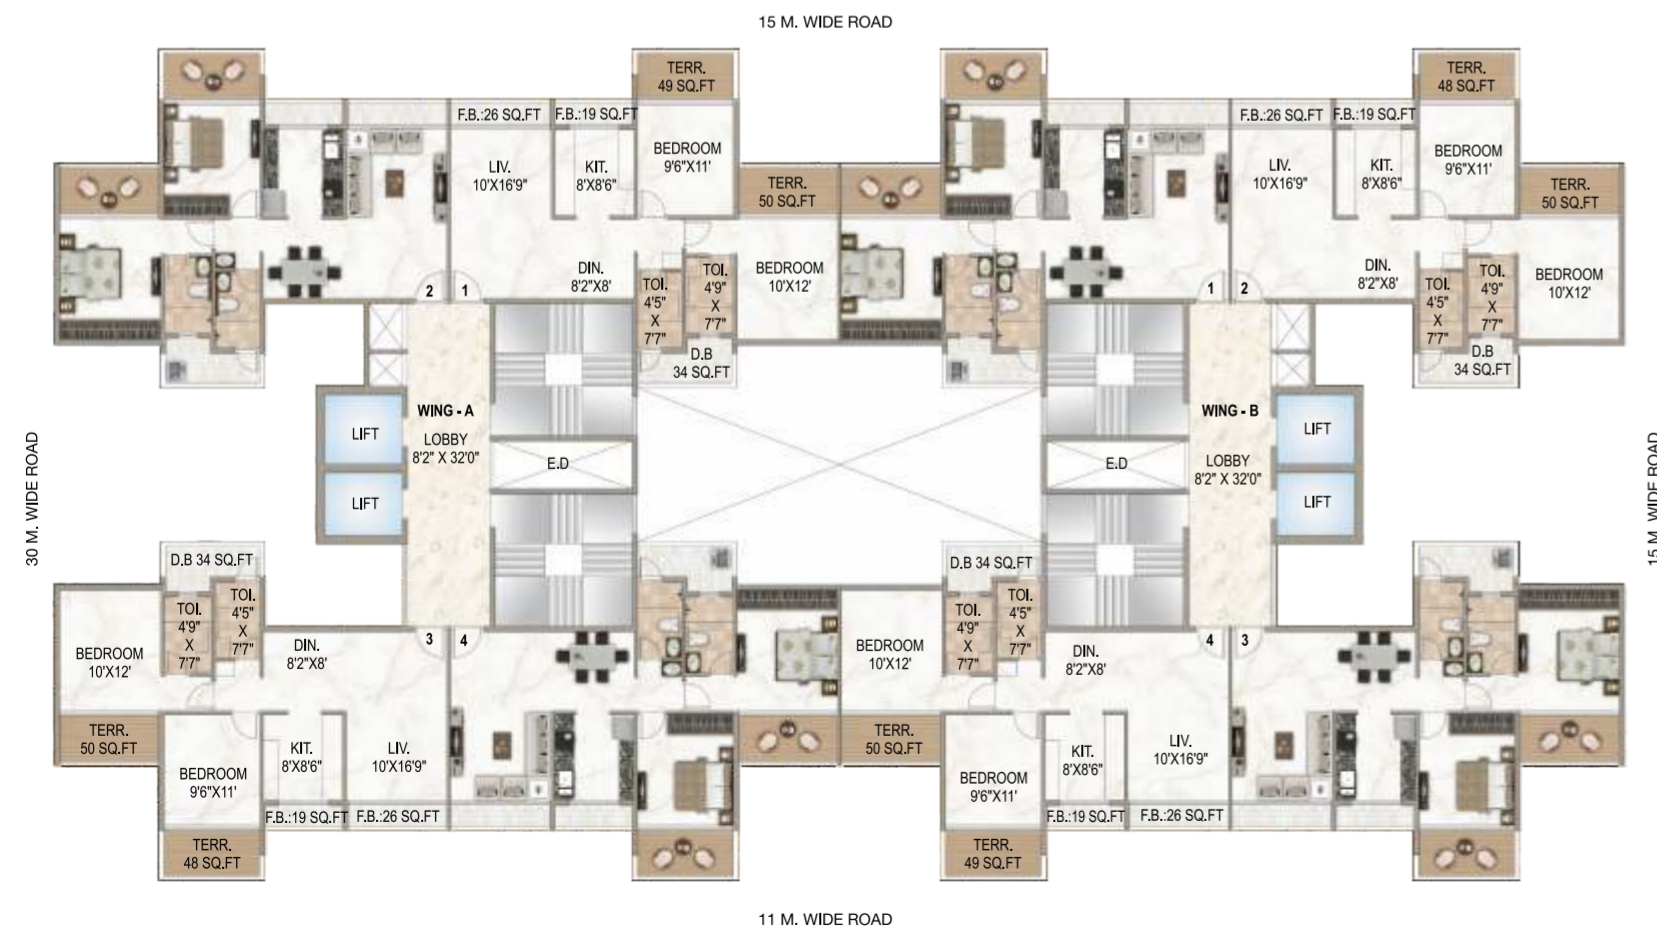 15 M. WIDE ROAD
TERR.
49 SQ.FT
TERR.
48 SQ.FT
F.B.:26 SQ.FT
F.B.:19 SQ.FT
F.B.:26 SQ.FT
F.B.:19 SQ.FT
LIV.
10'X16'9"
KIT.
8'X8'6"
BEDROOM
9'6"X11'
LIV.
10'X16'9"
KIT.
8'X8'6"
BEDROOM
9'6"X11'
TERR.
50 SQ.FT
TERR.
50 SQ.FT
DIN.
8'2"X8'
TOI.
4'5"
X
7'7"
TOI.
4'9"
X
7'7"
BEDROOM
10'X12'
DIN.
8'2"X8'
TOI.
4'5"
X
7'7"
TOI.
4'9"
X
7'7"
BEDROOM
10'X12'
2
1
1
2
D.B
34 SQ.FT
D.B
34 SQ.FT
WING - A
LOBBY
8'2" X 32'0"
LIFT
LIFT
E.D
E.D
WING - B
LOBBY
8'2" X 32'0"
LIFT
LIFT
30 M. WIDE ROAD
15 M. WIDE ROAD
D.B 34 SQ.FT
D.B 34 SQ.FT
TOI.
4'9"
X
7'7"
TOI.
4'5"
X
7'7"
TOI.
4'9"
X
7'7"
TOI.
4'5"
X
7'7"
3
4
4
3
BEDROOM
10'X12'
DIN.
8'2"X8'
BEDROOM
10'X12'
DIN.
8'2"X8'
TERR.
50 SQ.FT
TERR.
50 SQ.FT
BEDROOM
9'6"X11'
KIT.
8'X8'6"
LIV.
10'X16'9"
BEDROOM
9'6"X11'
KIT.
8'X8'6"
LIV.
10'X16'9"
F.B.:19 SQ.FT
F.B.:26 SQ.FT
F.B.:19 SQ.FT
F.B.:26 SQ.FT
TERR.
48 SQ.FT
TERR.
49 SQ.FT
11 M. WIDE ROAD